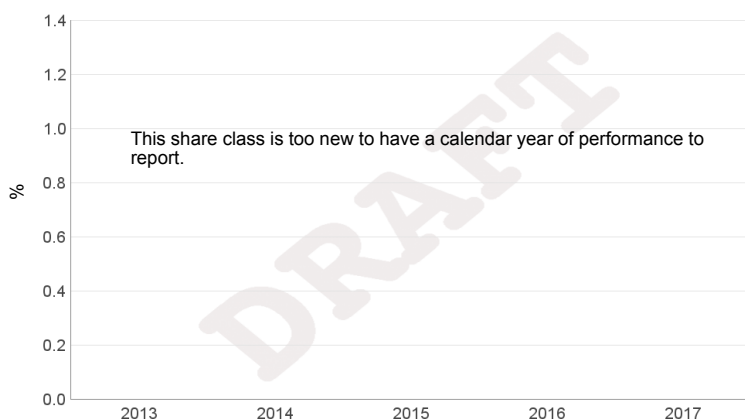 1.4
1.2
1.0
This share class is too new to have a calendar year of performance to
report.
0.8
%
0.6
0.4
0.2
0.0
2013 2014 2015 2016 2017
DRAFT